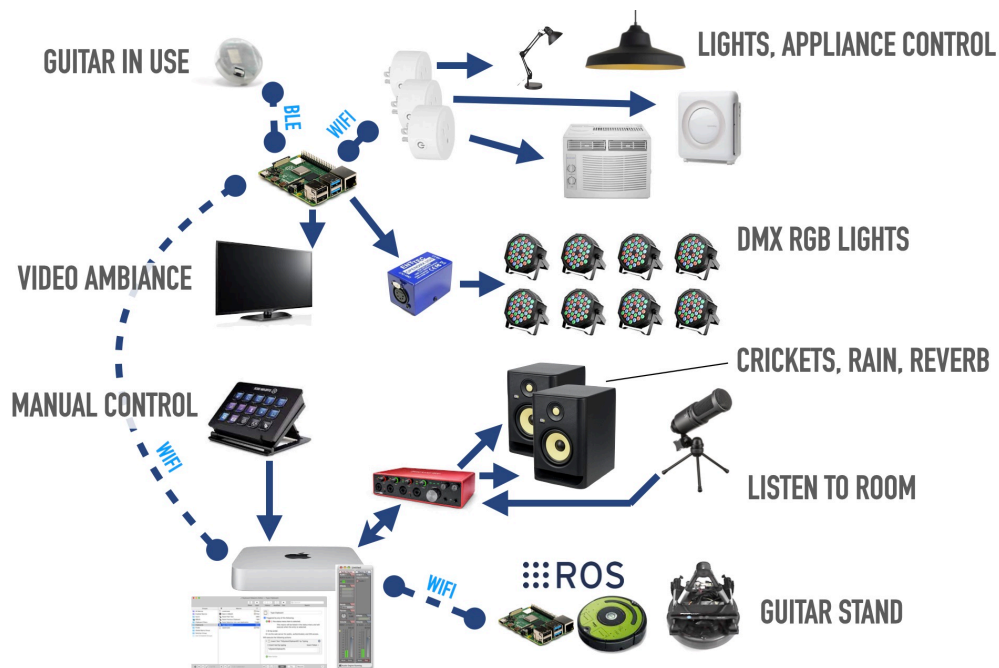 GUITAR IN USE
LIGHTS, APPLIANCE CONTROL
BLE
WIFI
DMX RGB LIGHTS
VIDEO AMBIANCE
CRICKETS, RAIN, REVERB
MANUAL CONTROL
WIFI
LISTEN TO ROOM
ROS
WIFI
GUITAR STAND